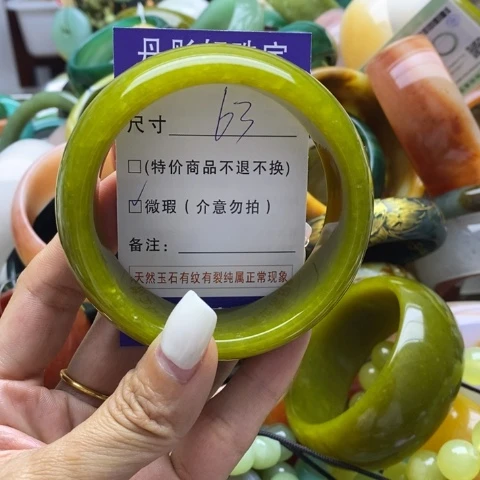 尺寸 63
□(特价商品不退不换)
☑微瑕(介意勿拍)
备注:
天然玉石有纹有裂纯属正常现象